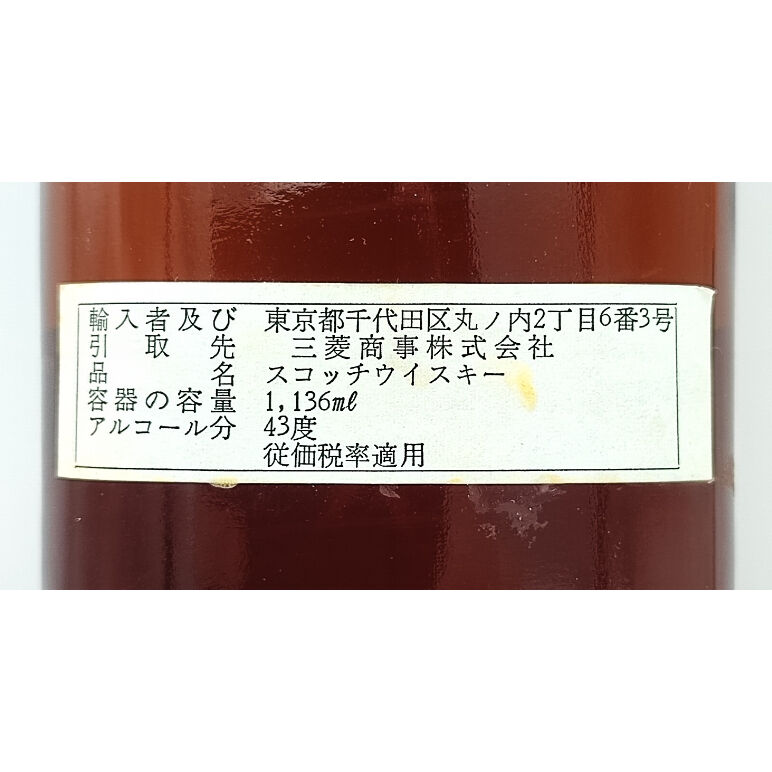 輸入者及び 東京都千代田区丸ノ内2丁目6番3号
引取先 三菱商事株式会社
品名 スコッチウイスキー
容器の容量 1,136ml
アルコール分 43度
従価税率適用